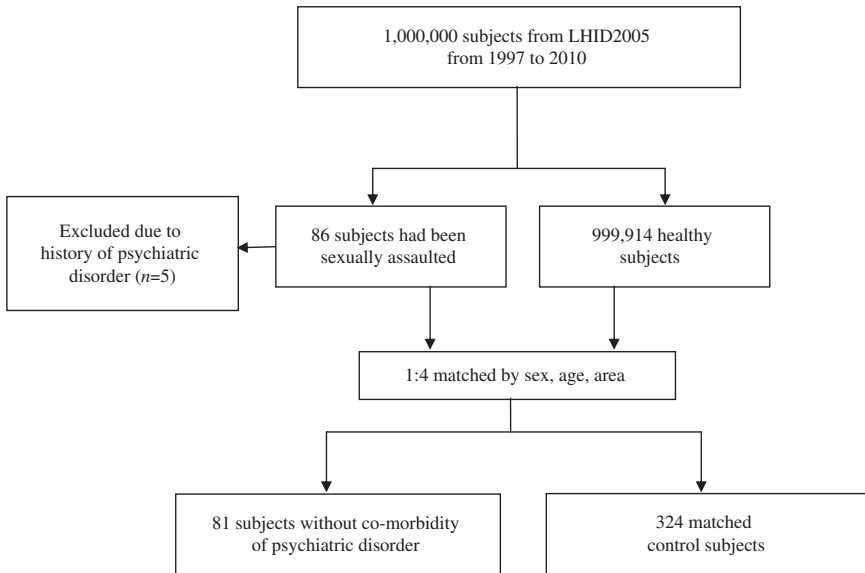 1,000,000 subjects from LHID2005
from 1997 to 2010
Excluded due to
history of psychiatric
disorder (n=5)
86 subjects had been
sexually assaulted
999,914 healthy
subjects
1:4 matched by sex, age, area
81 subjects without co-morbidity
of psychiatric disorder
324 matched
control subjects